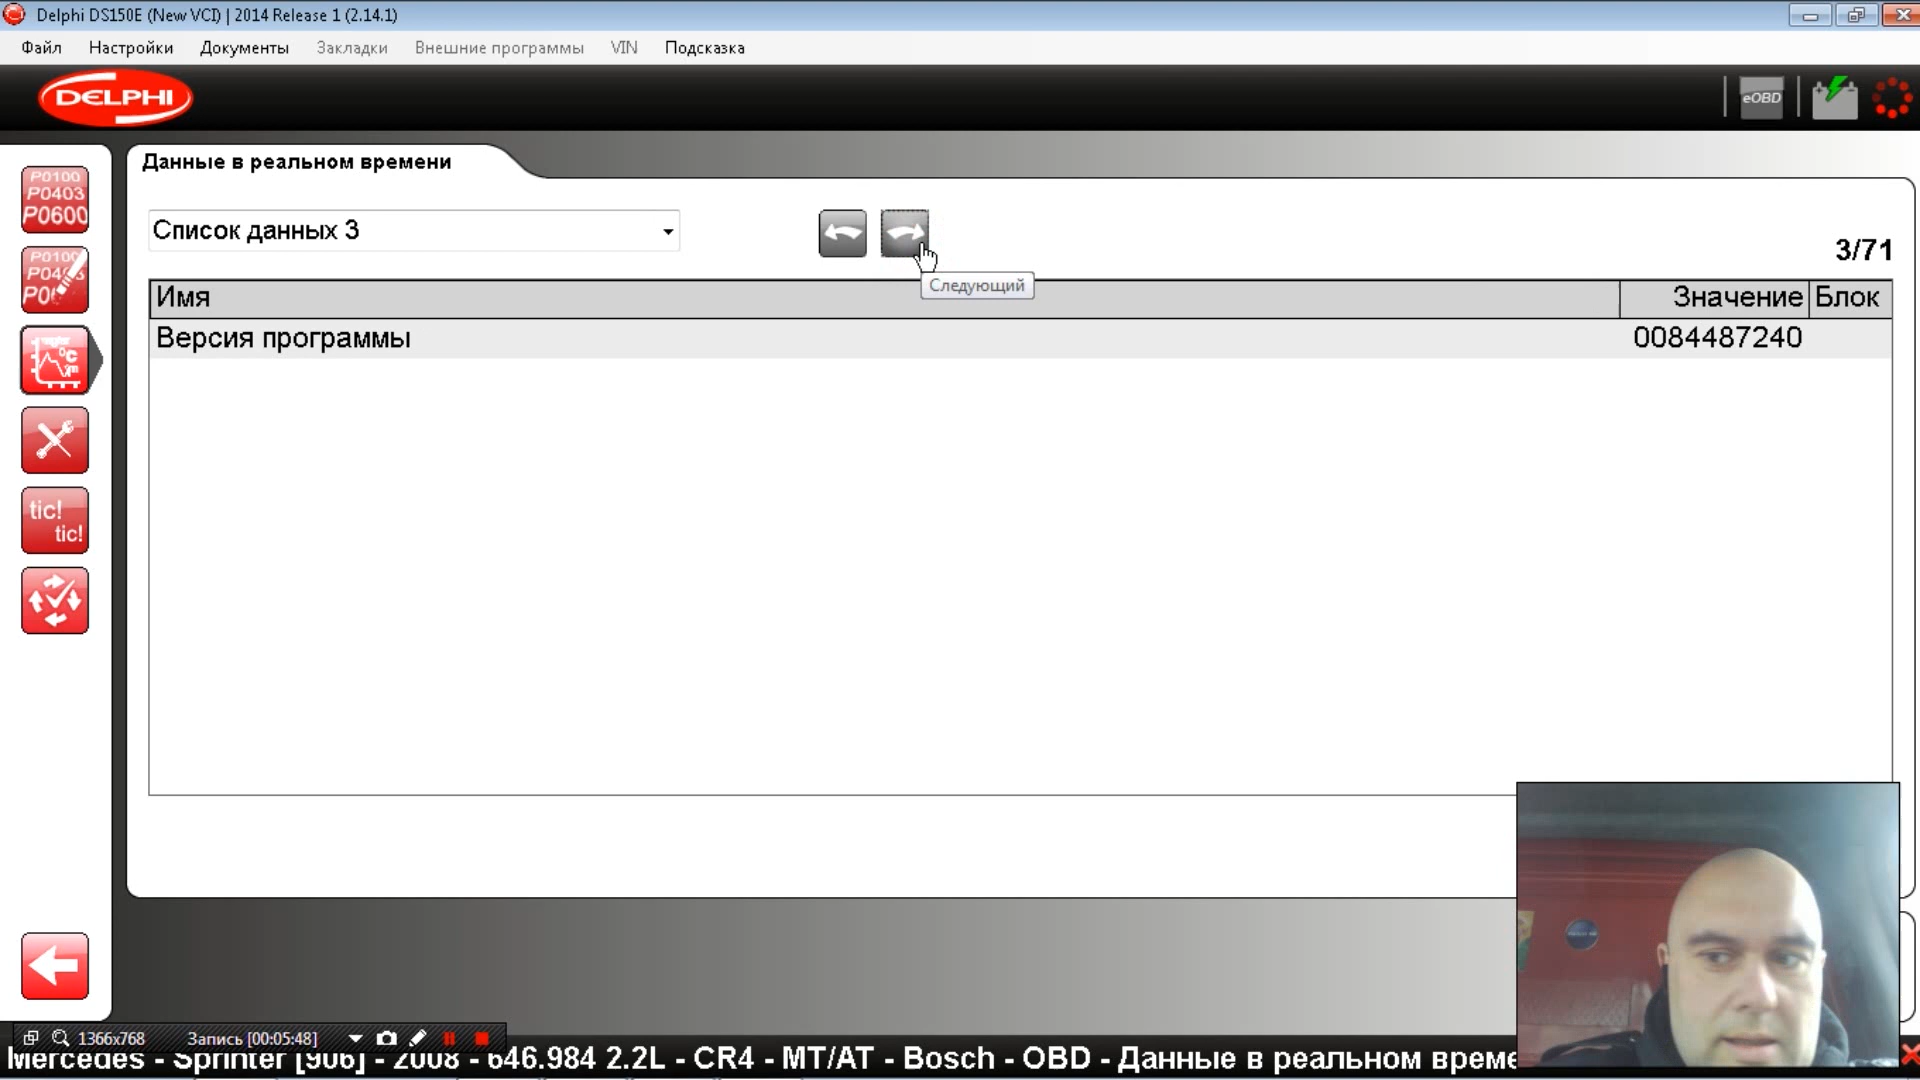 Delphi DS150E (New VCI) | 2014 Release 1 (2.14.1)
Файл Настройки Документы Закладки Внешние программы VIN Подсказка
DELPHI
eOBD
Данные в реальном времени
P0100
P0403
P0600
Список данных 3
3/71
P0100
Следующий
Имя Значение Блок
Версия программы 0084487240
tic!
tic!
1366x768 Запись [00:05:48]
Mercedes - Sprinter [906] - 2008 - 646.984 2.2L - CR4 - MT/AT - Bosch - OBD - Данные в реальном време